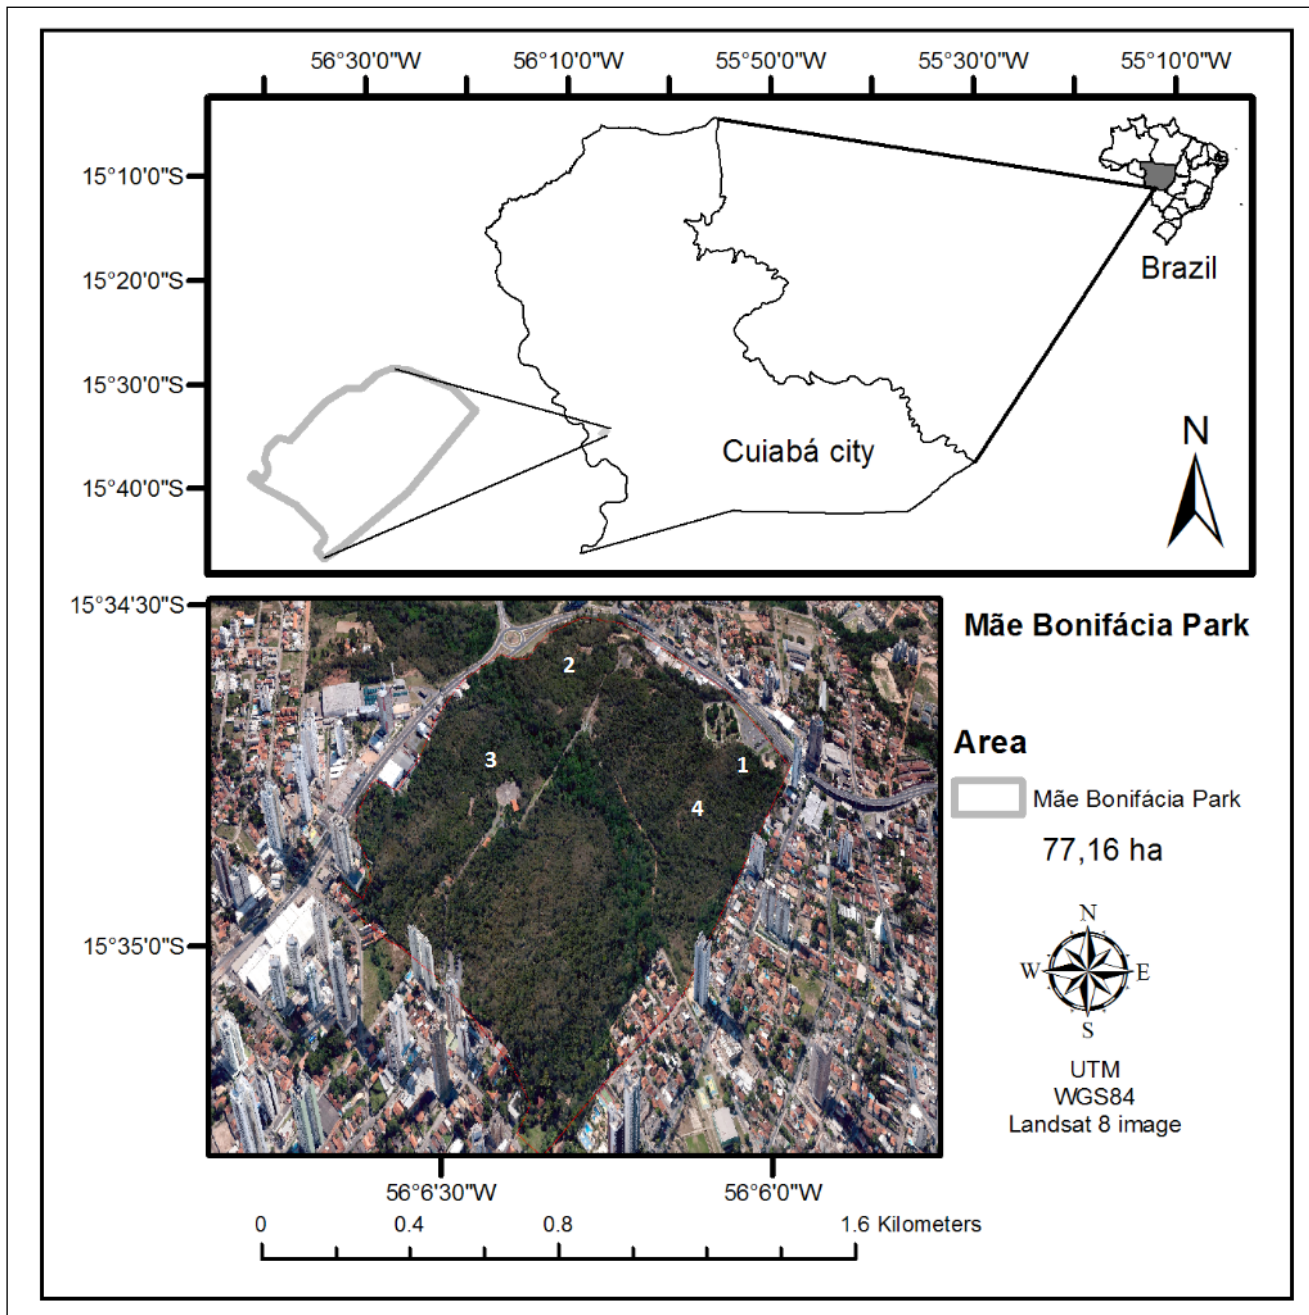 56°30'0"W 56°10'0"W 55°50'0"W 55°30'0"W 55°10'0"W
15°10'0"S
15°20'0"S
15°30'0"S
15°40'0"S
Brazil
Cuiabá city
N
15°34'30"S
15°35'0"S
2
3
1
4
56°6'30"W 56°6'0"W
0 0.4 0.8 1.6 Kilometers
Mãe Bonifácia Park
Area
Mãe Bonifácia Park
77,16 ha
N
W E
S
UTM
WGS84
Landsat 8 image